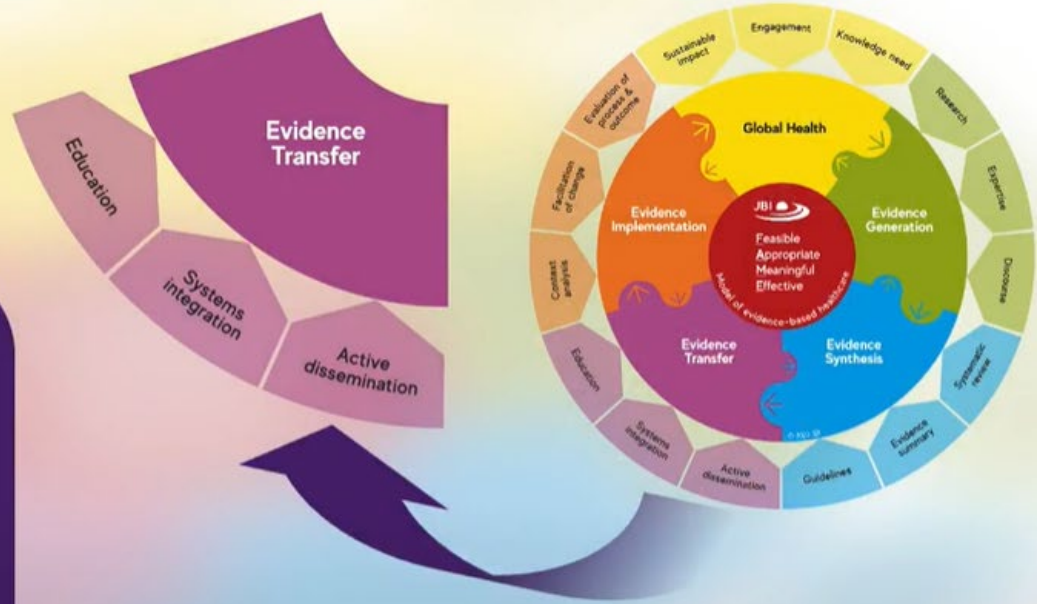 Evidence
Transfer
Education
Systems
integration
Active
dissemination
Engagement
Knowledge need
Research
Expertise
Discourse
Systematic
review
Evidence
summary
Guidelines
Active
dissemination
Systems
integration
Education
Context
analysis
Facilitation
of change
Evaluation of
process &
outcome
Sustainable
impact
Global Health
Evidence
Generation
Evidence
Synthesis
Evidence
Transfer
Evidence
Implementation
JBI
Feasible
Appropriate
Meaningful
Effective
Model of evidence-based healthcare